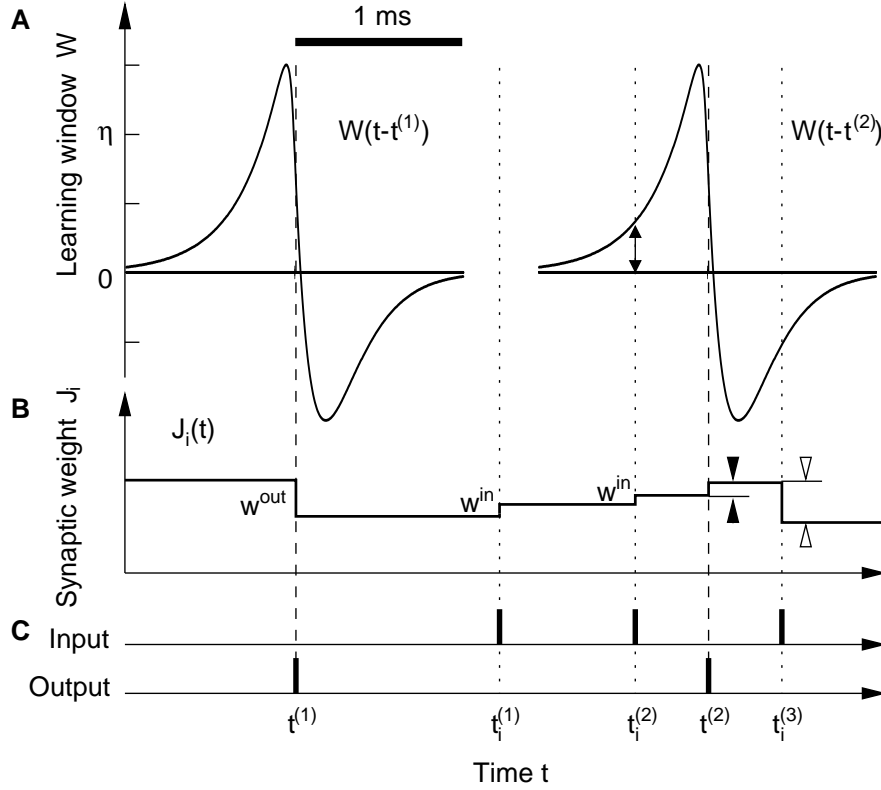 A
1 ms
Learning window W
η
0
W(t-t^(1))
W(t-t^(2))
B
Synaptic weight J_i
J_i(t)
w^out
w^in
w^in
C
Input
Output
t^(1)
t_i^(1)
t_i^(2)
t^(2)
t_i^(3)
Time t